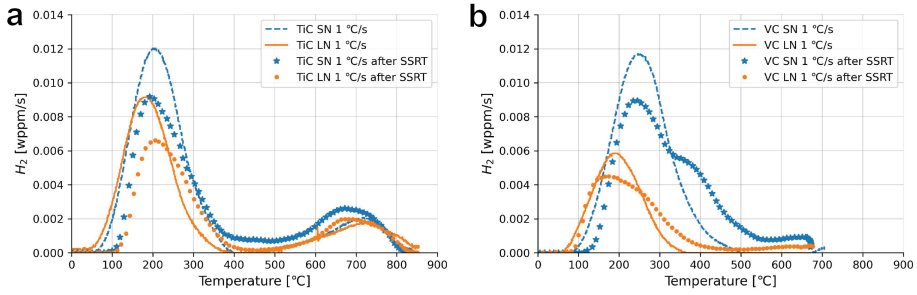 a
0.014
0.012
0.010
0.008
0.006
0.004
0.002
0.000
H2 [wppm/s]
TiC SN 1 ℃/s
TiC LN 1 ℃/s
TiC SN 1 ℃/s after SSRT
TiC LN 1 ℃/s after SSRT
0 100 200 300 400 500 600 700 800 900
Temperature [℃]
b
0.014
0.012
0.010
0.008
0.006
0.004
0.002
0.000
H2 [wppm/s]
VC SN 1 ℃/s
VC LN 1 ℃/s
VC SN 1 ℃/s after SSRT
VC LN 1 ℃/s after SSRT
0 100 200 300 400 500 600 700 800 900
Temperature [℃]